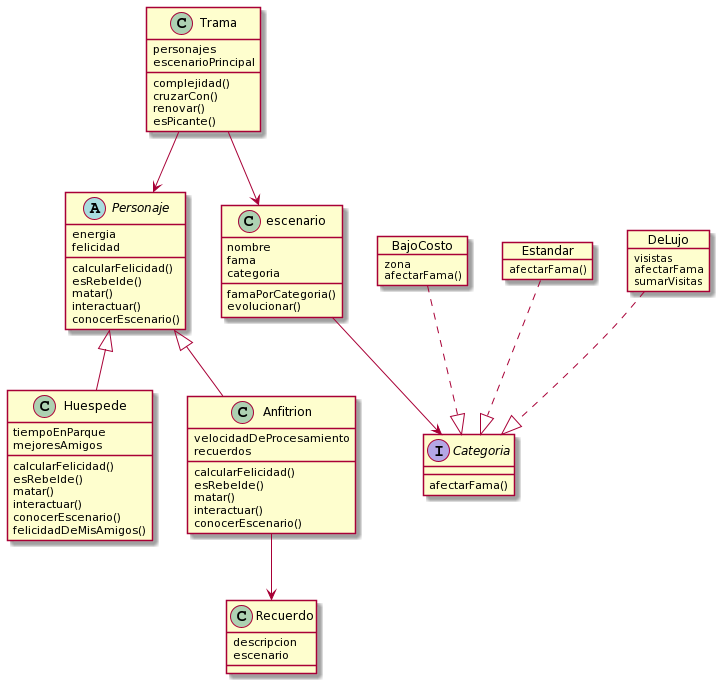 C Trama
personajes
escenarioPrincipal
complejidad()
cruzarCon()
renovar()
esPicante()
A Personaje
energia
felicidad
calcularFelicidad()
esRebelde()
matar()
interactuar()
conocerEscenario()
C escenario
nombre
fama
categoria
famaPorCategoria()
evolucionar()
BajoCosto
zona
afectarFama()
Estandar
afectarFama()
DeLujo
visistas
afectarFama
sumarVisitas
C Huespede
tiempoEnParque
mejoresAmigos
calcularFelicidad()
esRebelde()
matar()
interactuar()
conocerEscenario()
felicidadDeMisAmigos()
C Anfitrion
velocidadDeProcesamiento
recuerdos
calcularFelicidad()
esRebelde()
matar()
interactuar()
conocerEscenario()
I Categoria
afectarFama()
C Recuerdo
descripcion
escenario